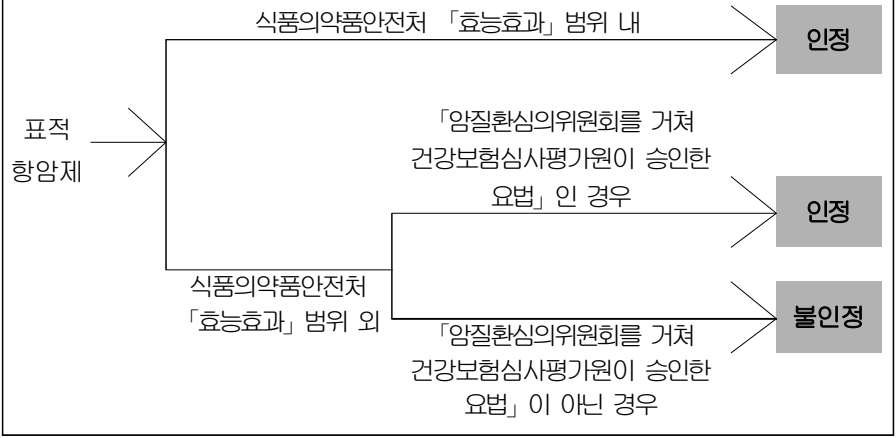 식품의약품안전처 「효능효과」 범위 내
인정
표적
항암제
「암질환심의위원회를 거쳐
건강보험심사평가원이 승인한
요법」 인 경우
인정
식품의약품안전처
「효능효과」 범위 외
불인정
「암질환심의위원회를 거쳐
건강보험심사평가원이 승인한
요법」 이 아닌 경우